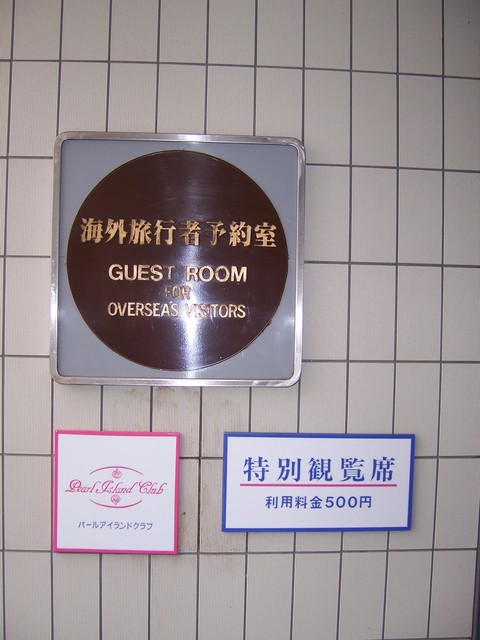 海外旅行者予約室
GUEST ROOM
FOR
OVERSEAS VISITORS
Pearl Island Club
パールアイランドクラブ
特別観覧席
利用料金500円